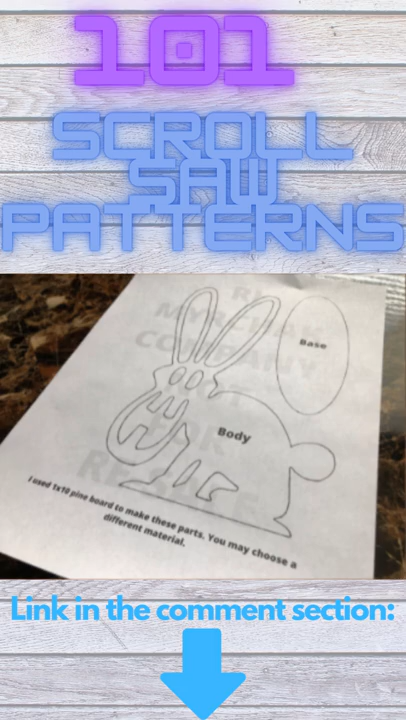 101
SCROLL
SAW
PATTERNS
Base
Body
COMPANY
I used 1x10 pine board to make these parts. You may choose a
different material.
Link in the comment section: